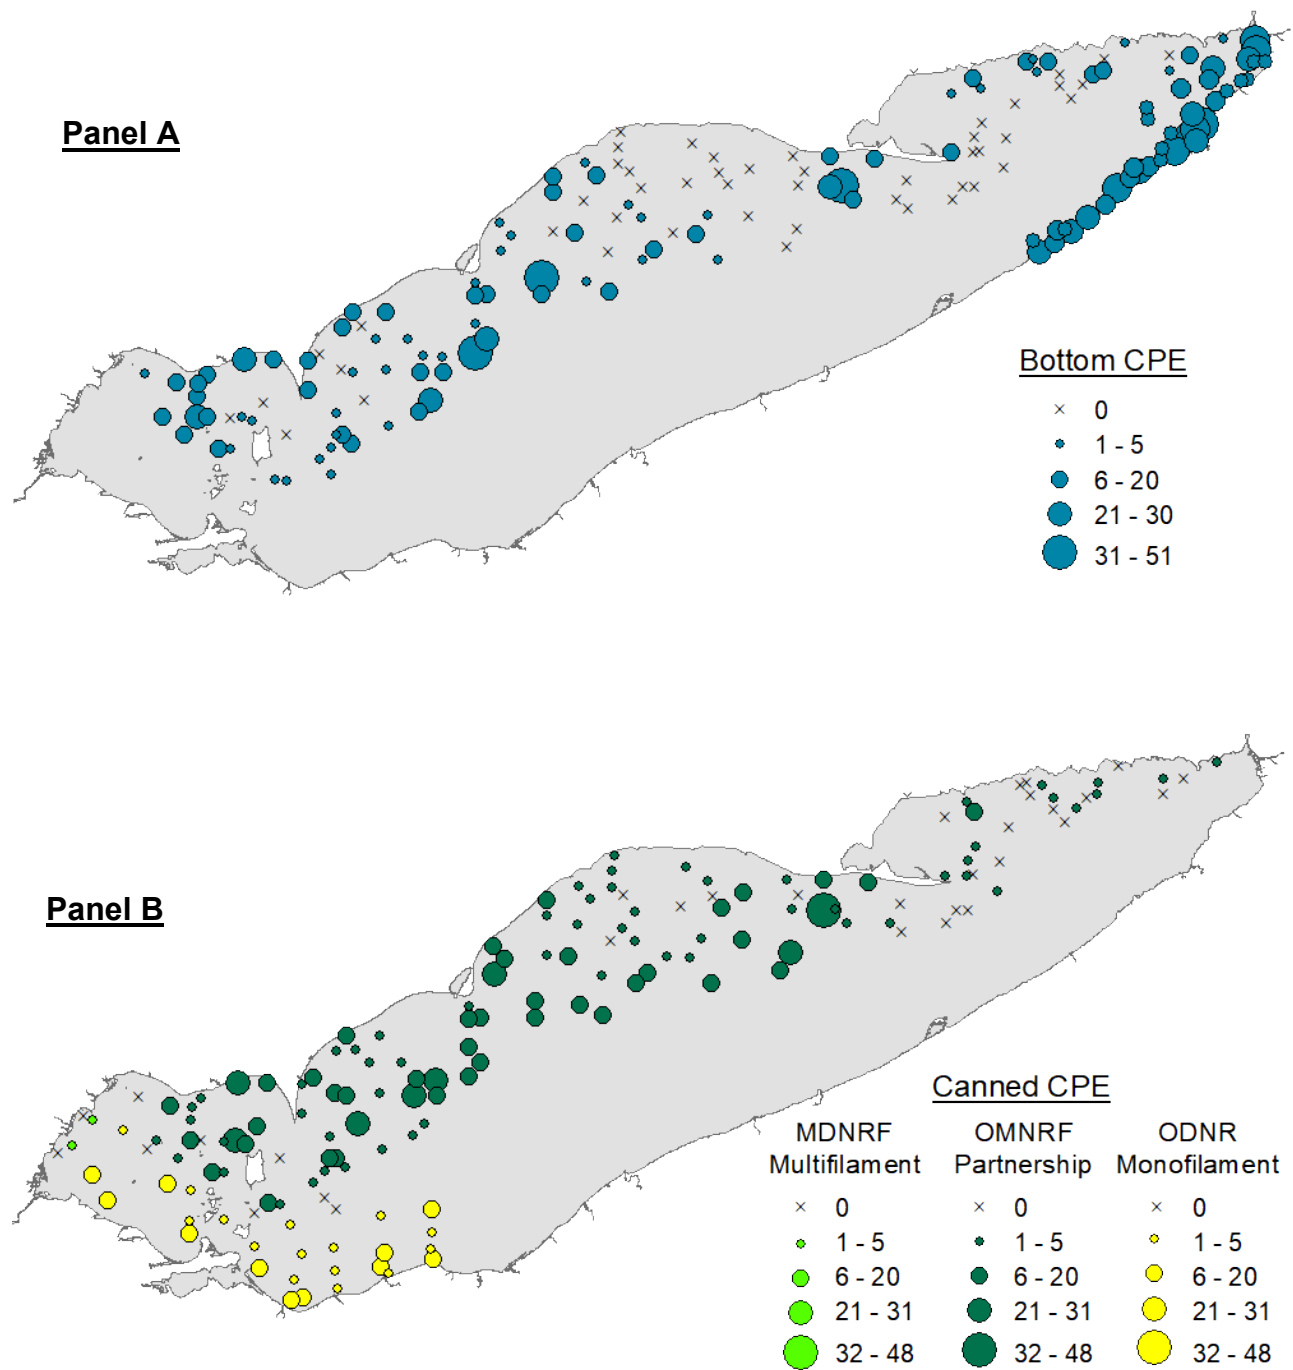 Panel A
Bottom CPE
0
1 - 5
6 - 20
21 - 30
31 - 51
Panel B
Canned CPE
MDNRF OMNRF ODNR
Multifilament Partnership Monofilament
0 0 0
1 - 5 1 - 5 1 - 5
6 - 20 6 - 20 6 - 20
21 - 31 21 - 31 21 - 31
32 - 48 32 - 48 32 - 48